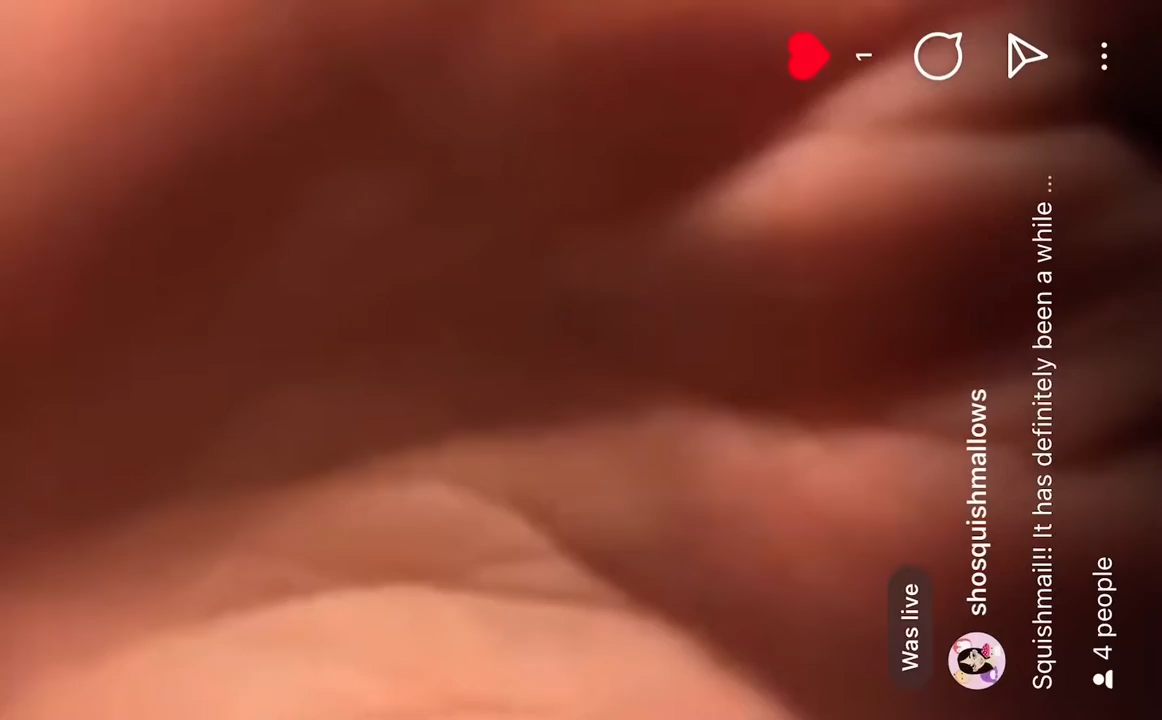 1
Was live
shosquishmallows
Squishmail!! It has definitely been a while ...
4 people